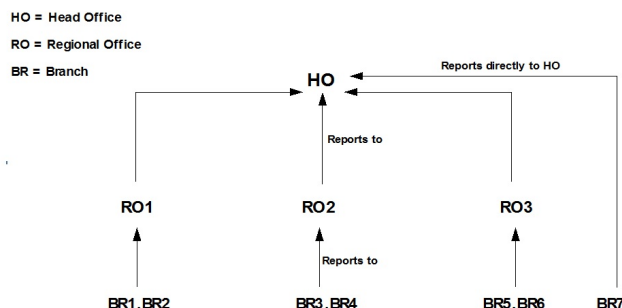 HO = Head Office
RO = Regional Office
BR = Branch
Reports directly to HO
HO
Reports to
RO1
RO2
RO3
Reports to
BR1,BR2
BR3,BR4
BR5,BR6
BR7